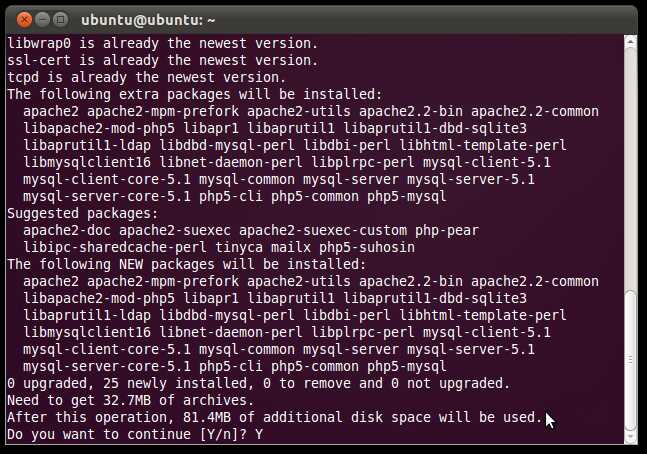 ubuntu@ubuntu: ~
libwrap0 is already the newest version.
ssl-cert is already the newest version.
tcpd is already the newest version.
The following extra packages will be installed:
  apache2 apache2-mpm-prefork apache2-utils apache2.2-bin apache2.2-common
  libapache2-mod-php5 libapr1 libaprutil1 libaprutil1-dbd-sqlite3
  libaprutil1-ldap libdbd-mysql-perl libdbi-perl libhtml-template-perl
  libmysqlclient16 libnet-daemon-perl libplrpc-perl mysql-client-5.1
  mysql-client-core-5.1 mysql-common mysql-server mysql-server-5.1
  mysql-server-core-5.1 php5-cli php5-common php5-mysql
Suggested packages:
  apache2-doc apache2-suexec apache2-suexec-custom php-pear
  libipc-sharedcache-perl tinyca mailx php5-suhosin
The following NEW packages will be installed:
  apache2 apache2-mpm-prefork apache2-utils apache2.2-bin apache2.2-common
  libapache2-mod-php5 libapr1 libaprutil1 libaprutil1-dbd-sqlite3
  libaprutil1-ldap libdbd-mysql-perl libdbi-perl libhtml-template-perl
  libmysqlclient16 libnet-daemon-perl libplrpc-perl mysql-client-5.1
  mysql-client-core-5.1 mysql-common mysql-server mysql-server-5.1
  mysql-server-core-5.1 php5-cli php5-common php5-mysql
0 upgraded, 25 newly installed, 0 to remove and 0 not upgraded.
Need to get 32.7MB of archives.
After this operation, 81.4MB of additional disk space will be used.
Do you want to continue [Y/n]? Y